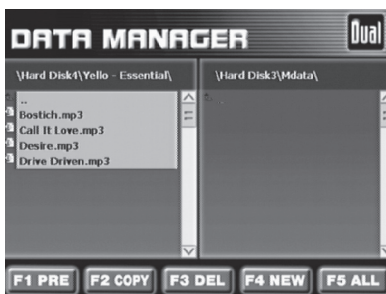 DATA MANAGER
Dual
\Hard Disk4\Yello - Essential\
\Hard Disk3\Mdata\
..
Bostich.mp3
Call It Love.mp3
Desire.mp3
Drive Driven.mp3
.
F1 PRE
F2 COPY
F3 DEL
F4 NEW
F5 ALL